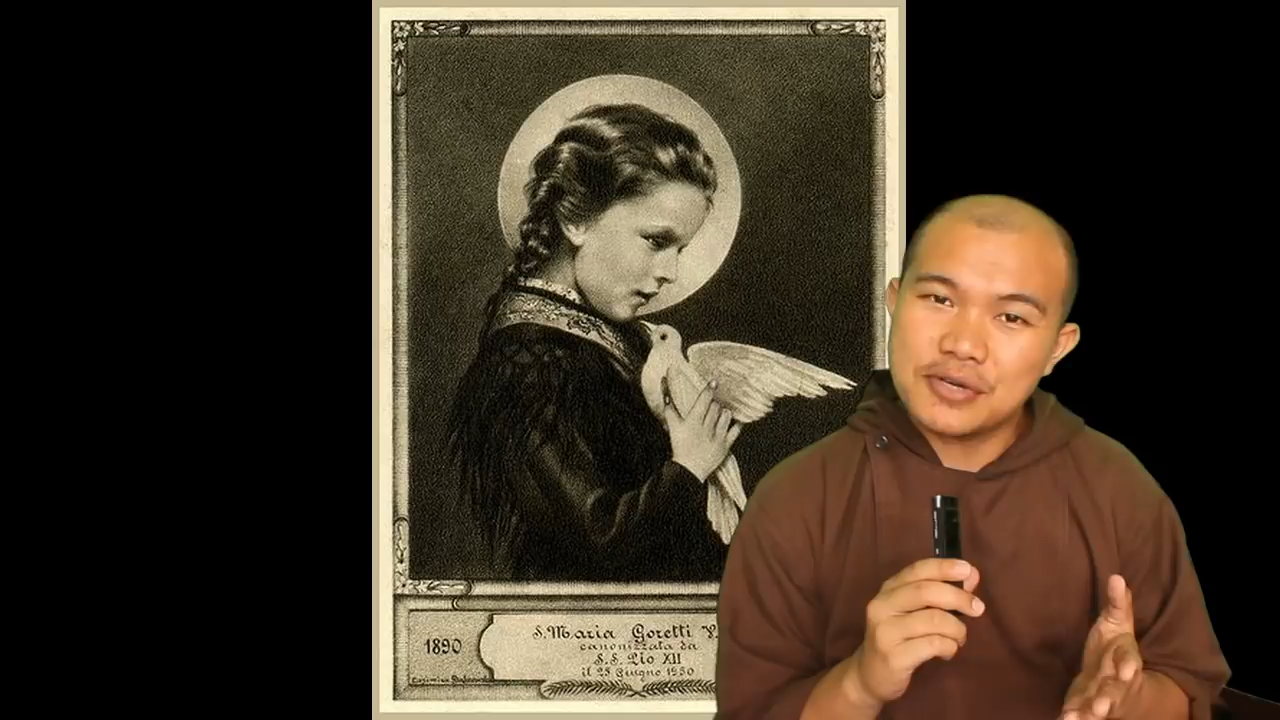 1890
S. Maria Goretti V.
canonizzata da
S.S. Pio XII
il 25 Giugno 1950